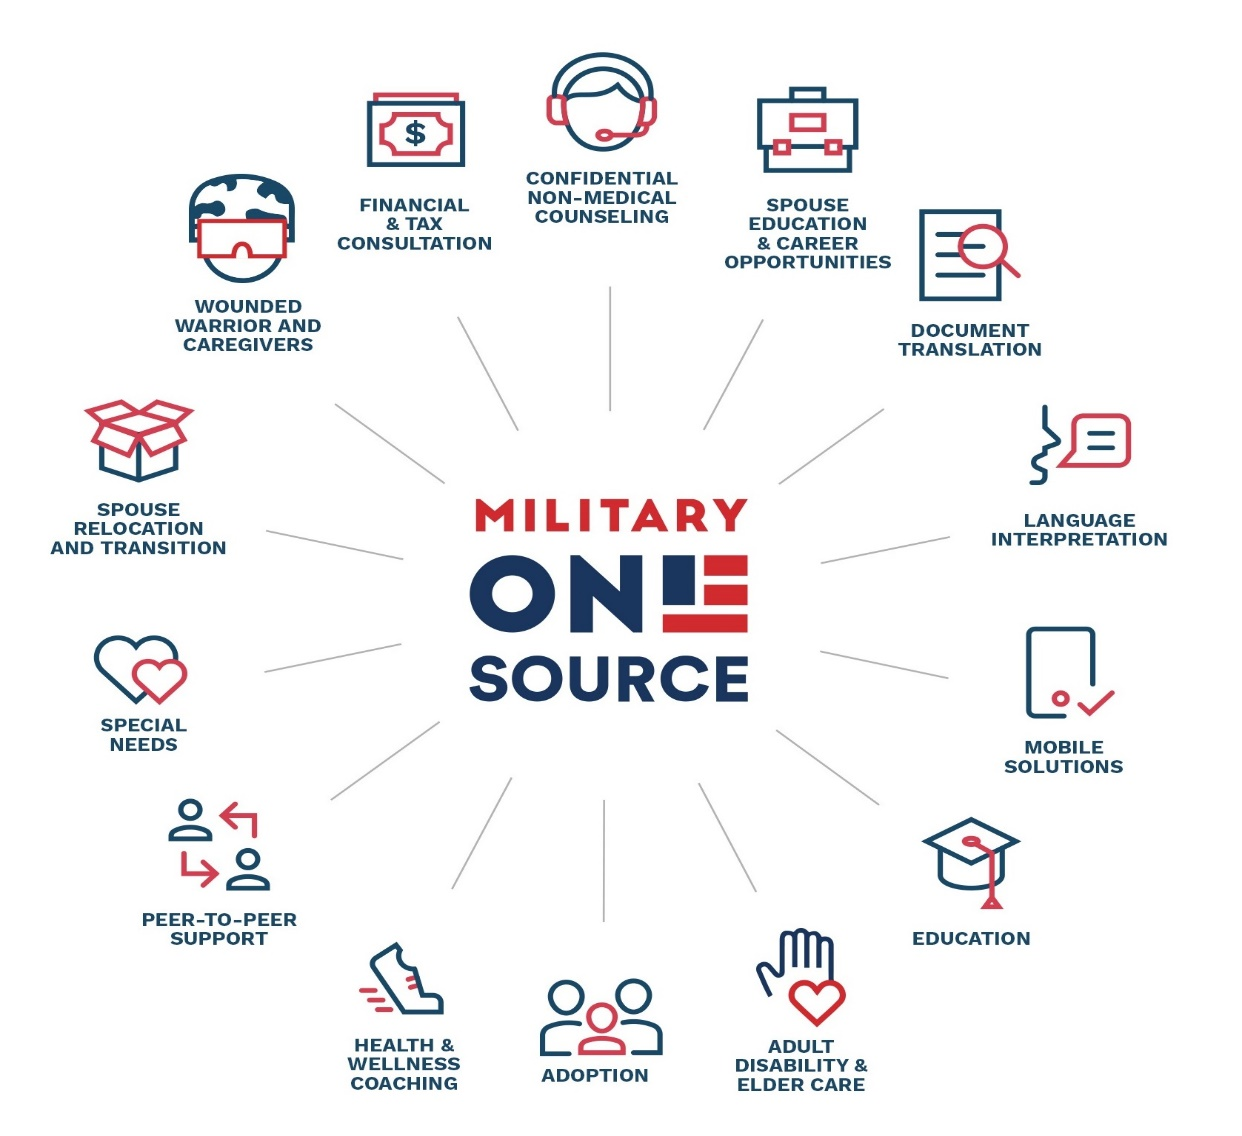 CONFIDENTIAL
NON-MEDICAL
COUNSELING
SPOUSE
EDUCATION
& CAREER
OPPORTUNITIES
DOCUMENT
TRANSLATION
LANGUAGE
INTERPRETATION
MOBILE
SOLUTIONS
EDUCATION
ADULT
DISABILITY &
ELDER CARE
ADOPTION
HEALTH &
WELLNESS
COACHING
PEER-TO-PEER
SUPPORT
SPECIAL
NEEDS
SPOUSE
RELOCATION
AND TRANSITION
WOUNDED
WARRIOR AND
CAREGIVERS
$
FINANCIAL
& TAX
CONSULTATION
MILITARY
ONE
SOURCE